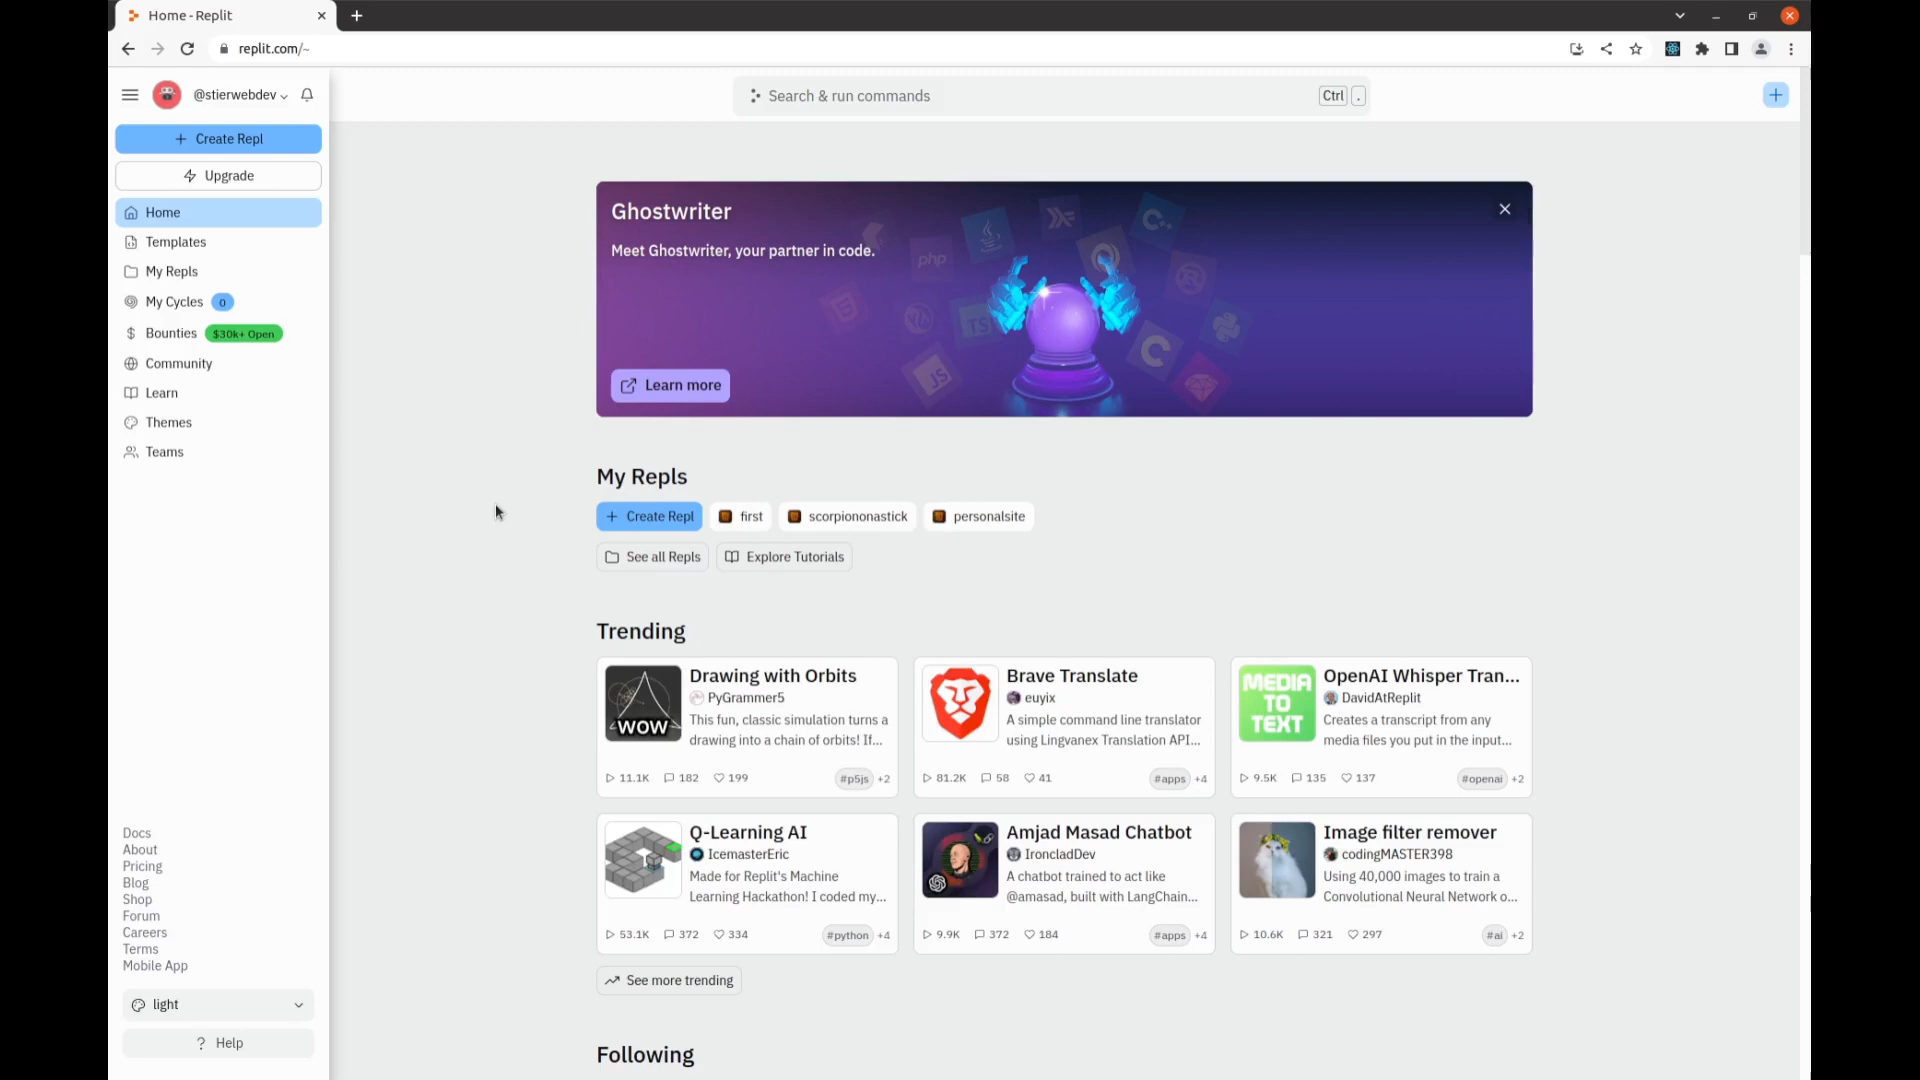 Home - Replit
replit.com/~
@stierwebdev
Search & run commands
Ctrl .
Create Repl
Upgrade
Home
Templates
My Repls
My Cycles 0
Bounties $30k+ Open
Community
Learn
Themes
Teams
Docs
About
Pricing
Blog
Shop
Forum
Careers
Terms
Mobile App
light
? Help
Ghostwriter
Meet Ghostwriter, your partner in code.
php
TS
JS
Learn more
My Repls
+ Create Repl first scorpiononastick personalsite
See all Repls Explore Tutorials
Trending
WOW
Drawing with Orbits
PyGrammer5
This fun, classic simulation turns a
drawing into a chain of orbits! If...
11.1K 182 199 #p5js +2
Brave Translate
euyix
A simple command line translator
using Lingvanex Translation API...
81.2K 58 41 #apps +4
MEDIA
TO
TEXT
OpenAI Whisper Tran...
DavidAtReplit
Creates a transcript from any
media files you put in the input...
9.5K 135 137 #openai +2
Q-Learning AI
IcemasterEric
Made for Replit's Machine
Learning Hackathon! I coded my...
53.1K 372 334 #python +4
Amjad Masad Chatbot
IroncladDev
A chatbot trained to act like
@amasad, built with LangChain...
9.9K 372 184 #apps +4
Image filter remover
codingMASTER398
Using 40,000 images to train a
Convolutional Neural Network o...
10.6K 321 297 #ai +2
See more trending
Following